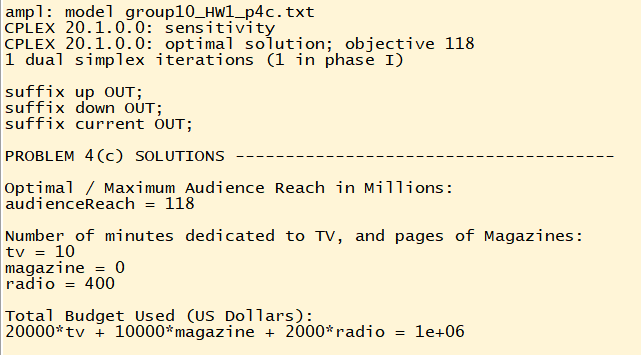 ampl: model group10_HW1_p4c.txt
CPLEX 20.1.0.0: sensitivity
CPLEX 20.1.0.0: optimal solution; objective 118
1 dual simplex iterations (1 in phase I)
suffix up OUT;
suffix down OUT;
suffix current OUT;
PROBLEM 4(c) SOLUTIONS --------------------------------------
Optimal / Maximum Audience Reach in Millions:
audienceReach = 118
Number of minutes dedicated to TV, and pages of Magazines:
tv = 10
magazine = 0
radio = 400
Total Budget Used (US Dollars):
20000*tv + 10000*magazine + 2000*radio = 1e+06